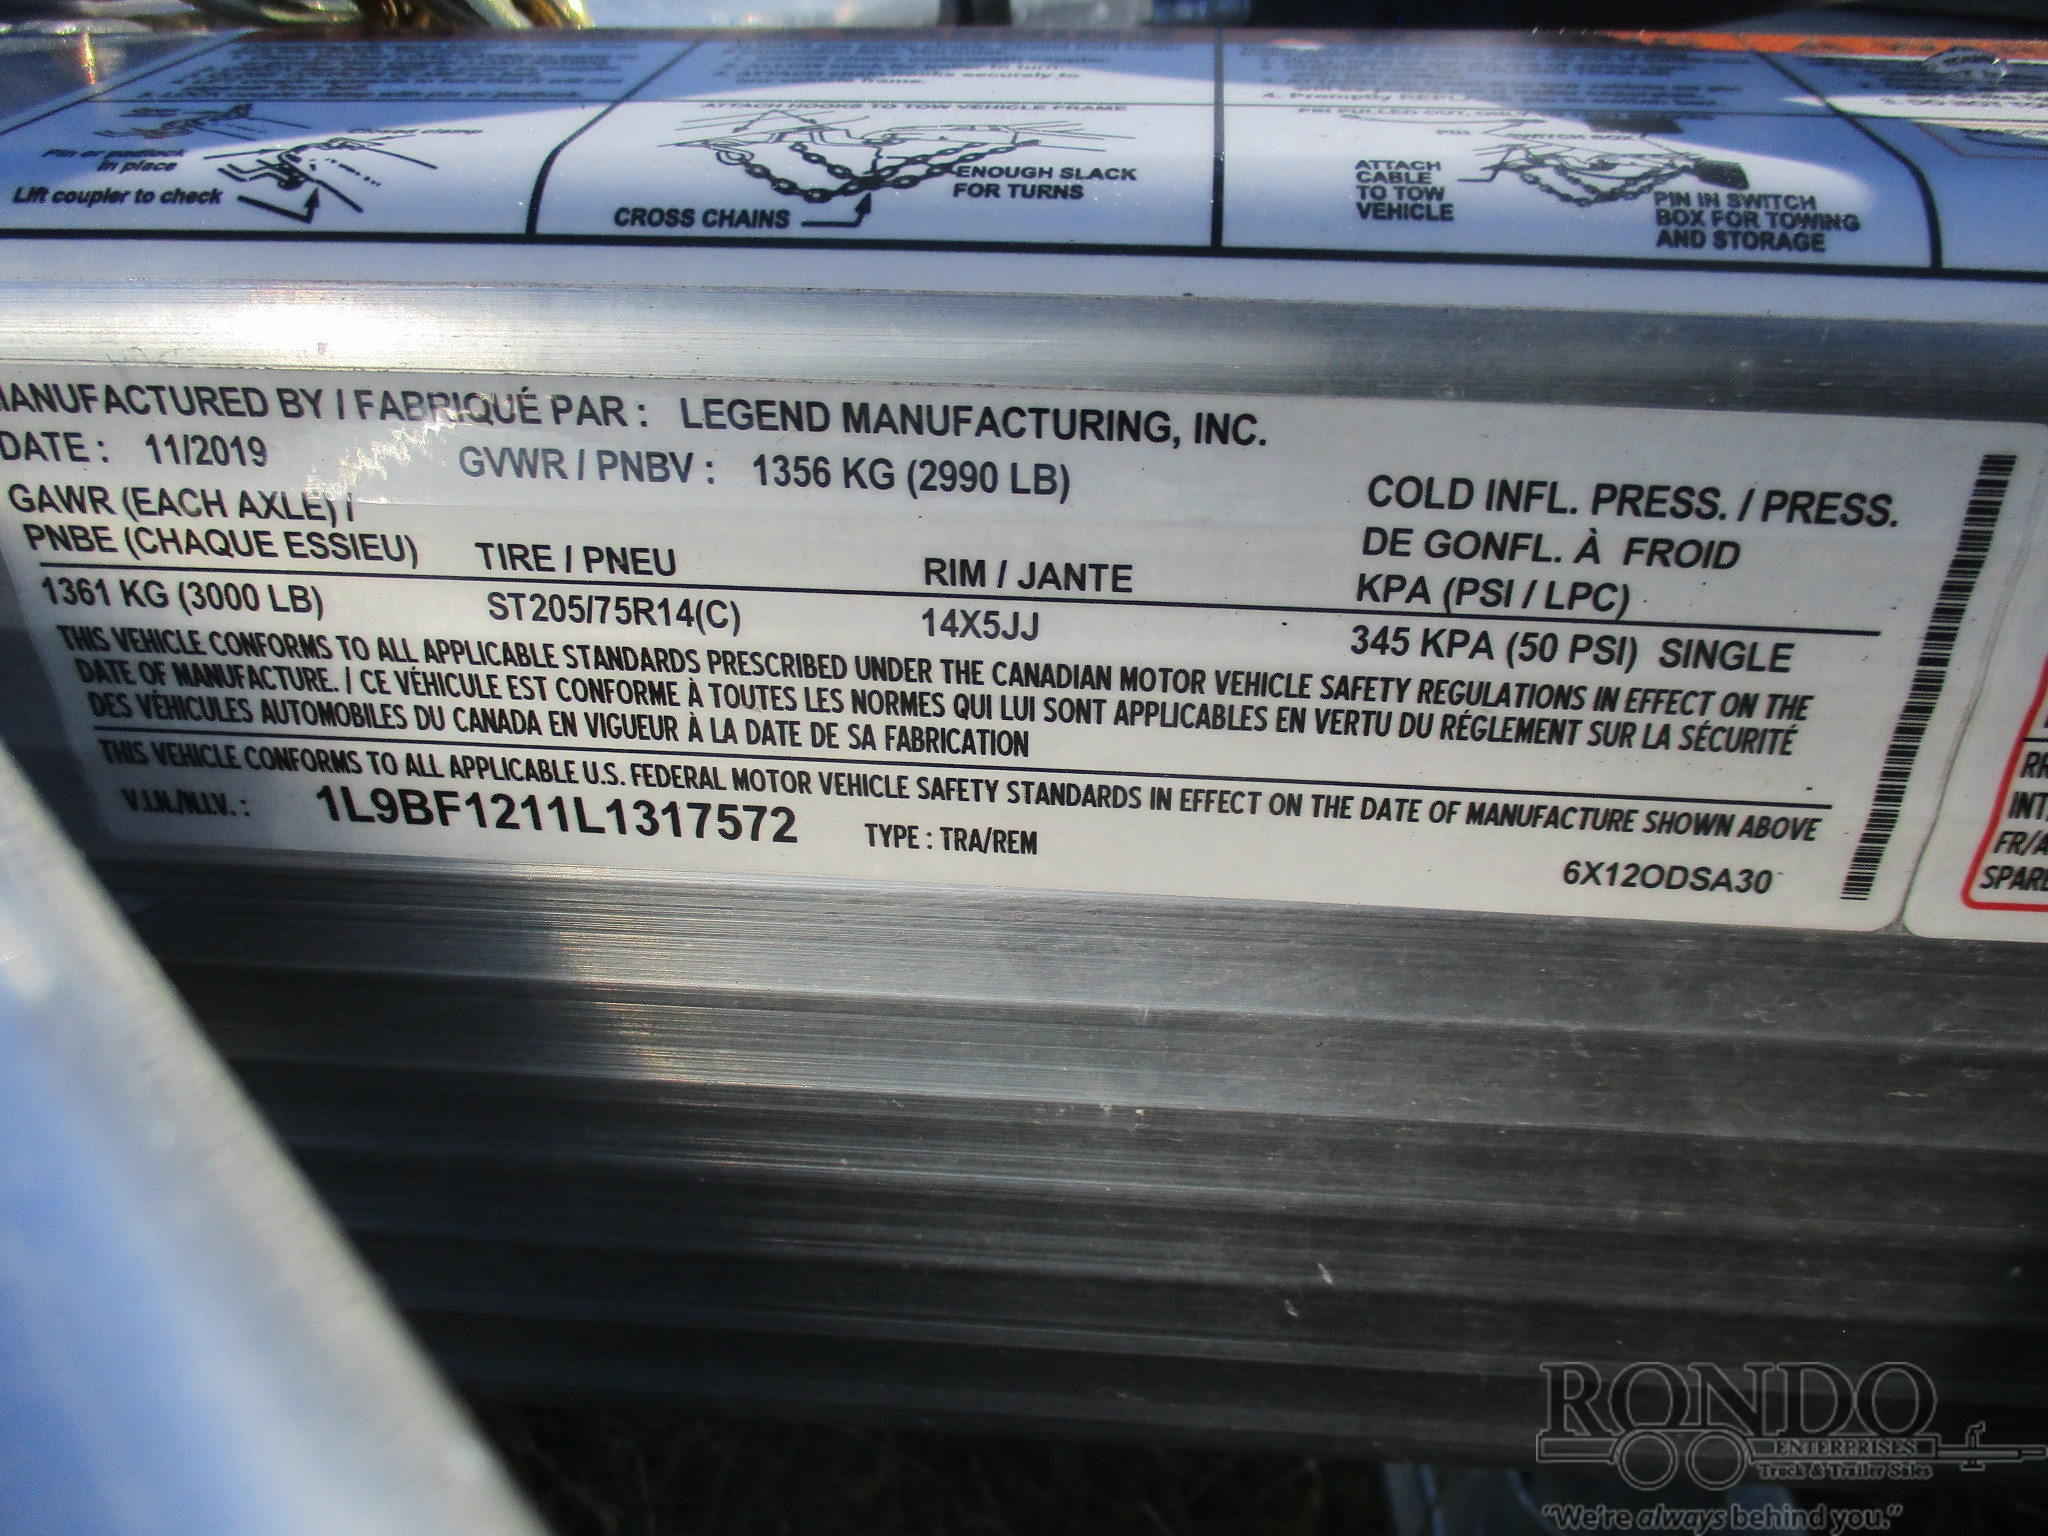 Closed clamp
Pin or padlock
in place
Lift coupler to check
frame.
ATTACH HOOKS TO TOW VEHICLE FRAME
ENOUGH SLACK
FOR TURNS
CROSS CHAINS
PIN
SWITCH BOX
ATTACH
CABLE
TO TOW
VEHICLE
PIN IN SWITCH
BOX FOR TOWING
AND STORAGE
MANUFACTURED BY / FABRIQUÉ PAR : LEGEND MANUFACTURING, INC.
DATE : 11/2019 GVWR / PNBV : 1356 KG (2990 LB)
GAWR (EACH AXLE) /
PNBE (CHAQUE ESSIEU) TIRE / PNEU RIM / JANTE
COLD INFL. PRESS. / PRESS.
DE GONFL. À FROID
KPA (PSI / LPC)
1361 KG (3000 LB) ST205/75R14(C) 14X5JJ 345 KPA (50 PSI) SINGLE
THIS VEHICLE CONFORMS TO ALL APPLICABLE STANDARDS PRESCRIBED UNDER THE CANADIAN MOTOR VEHICLE SAFETY REGULATIONS IN EFFECT ON THE
DATE OF MANUFACTURE. / CE VÉHICULE EST CONFORME À TOUTES LES NORMES QUI LUI SONT APPLICABLES EN VERTU DU RÉGLEMENT SUR LA SÉCURITÉ
DES VÉHICULES AUTOMOBILES DU CANADA EN VIGUEUR À LA DATE DE SA FABRICATION
THIS VEHICLE CONFORMS TO ALL APPLICABLE U.S. FEDERAL MOTOR VEHICLE SAFETY STANDARDS IN EFFECT ON THE DATE OF MANUFACTURE SHOWN ABOVE
V.I.N./N.I.V. : 1L9BF1211L1317572 TYPE : TRA/REM
6X12ODSA30
RONDO
ENTERPRISES
Truck & Trailer Sales
"We're always behind you."